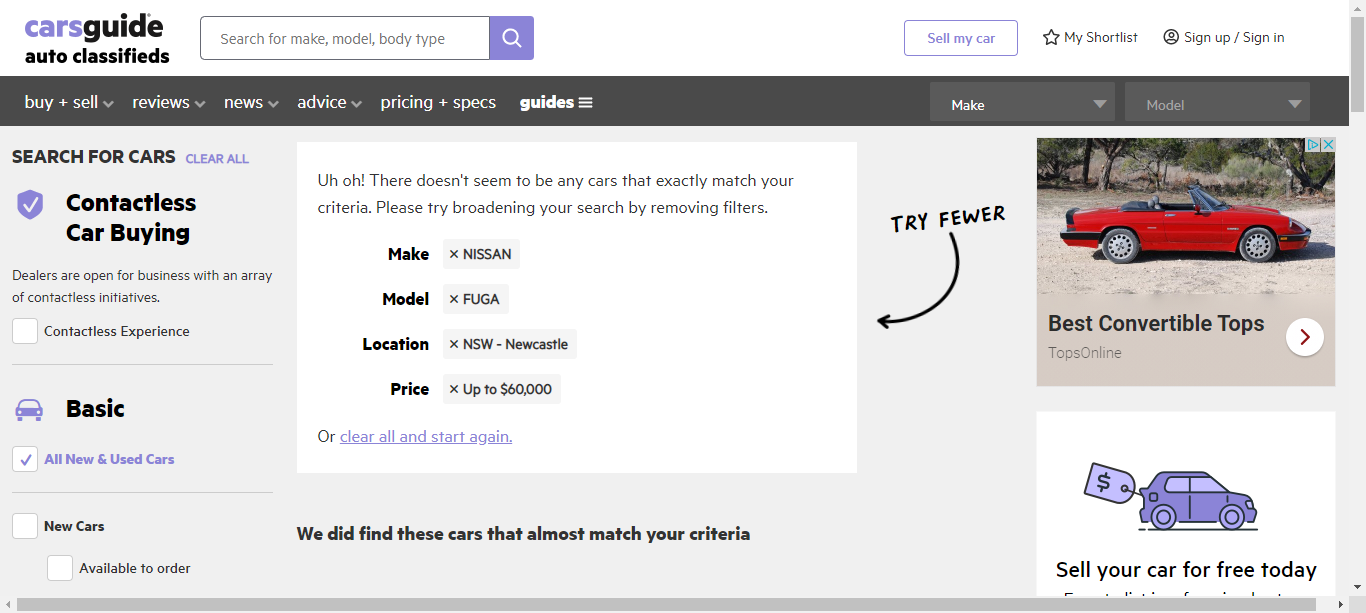 carsguide
auto classifieds
Search for make, model, body type
Sell my car
My Shortlist
Sign up / Sign in
buy + sell
reviews
news
advice
pricing + specs
guides
Make
Model
SEARCH FOR CARS CLEAR ALL
Contactless
Car Buying
Dealers are open for business with an array
of contactless initiatives.
Contactless Experience
Basic
All New & Used Cars
New Cars
Available to order
Uh oh! There doesn't seem to be any cars that exactly match your
criteria. Please try broadening your search by removing filters.
Make × NISSAN
Model × FUGA
Location × NSW - Newcastle
Price × Up to $60,000
Or clear all and start again.
TRY FEWER
We did find these cars that almost match your criteria
Best Convertible Tops
TopsOnline
$
Sell your car for free today